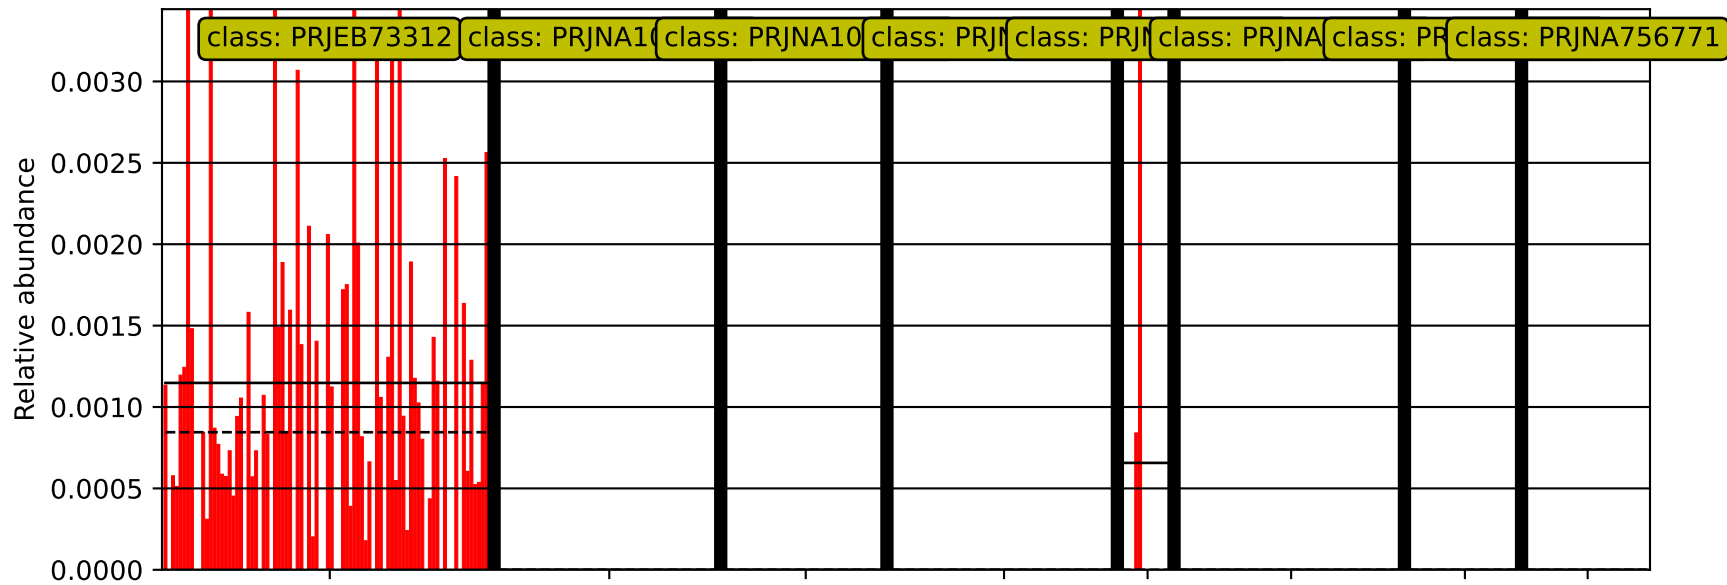 class: PRJEB73312
class: PRJNA10
class: PRJNA10
class: PRJN
class: PRJN
class: PRJNA
class: PR
class: PRJNA756771
Relative abundance
0.0030
0.0025
0.0020
0.0015
0.0010
0.0005
0.0000